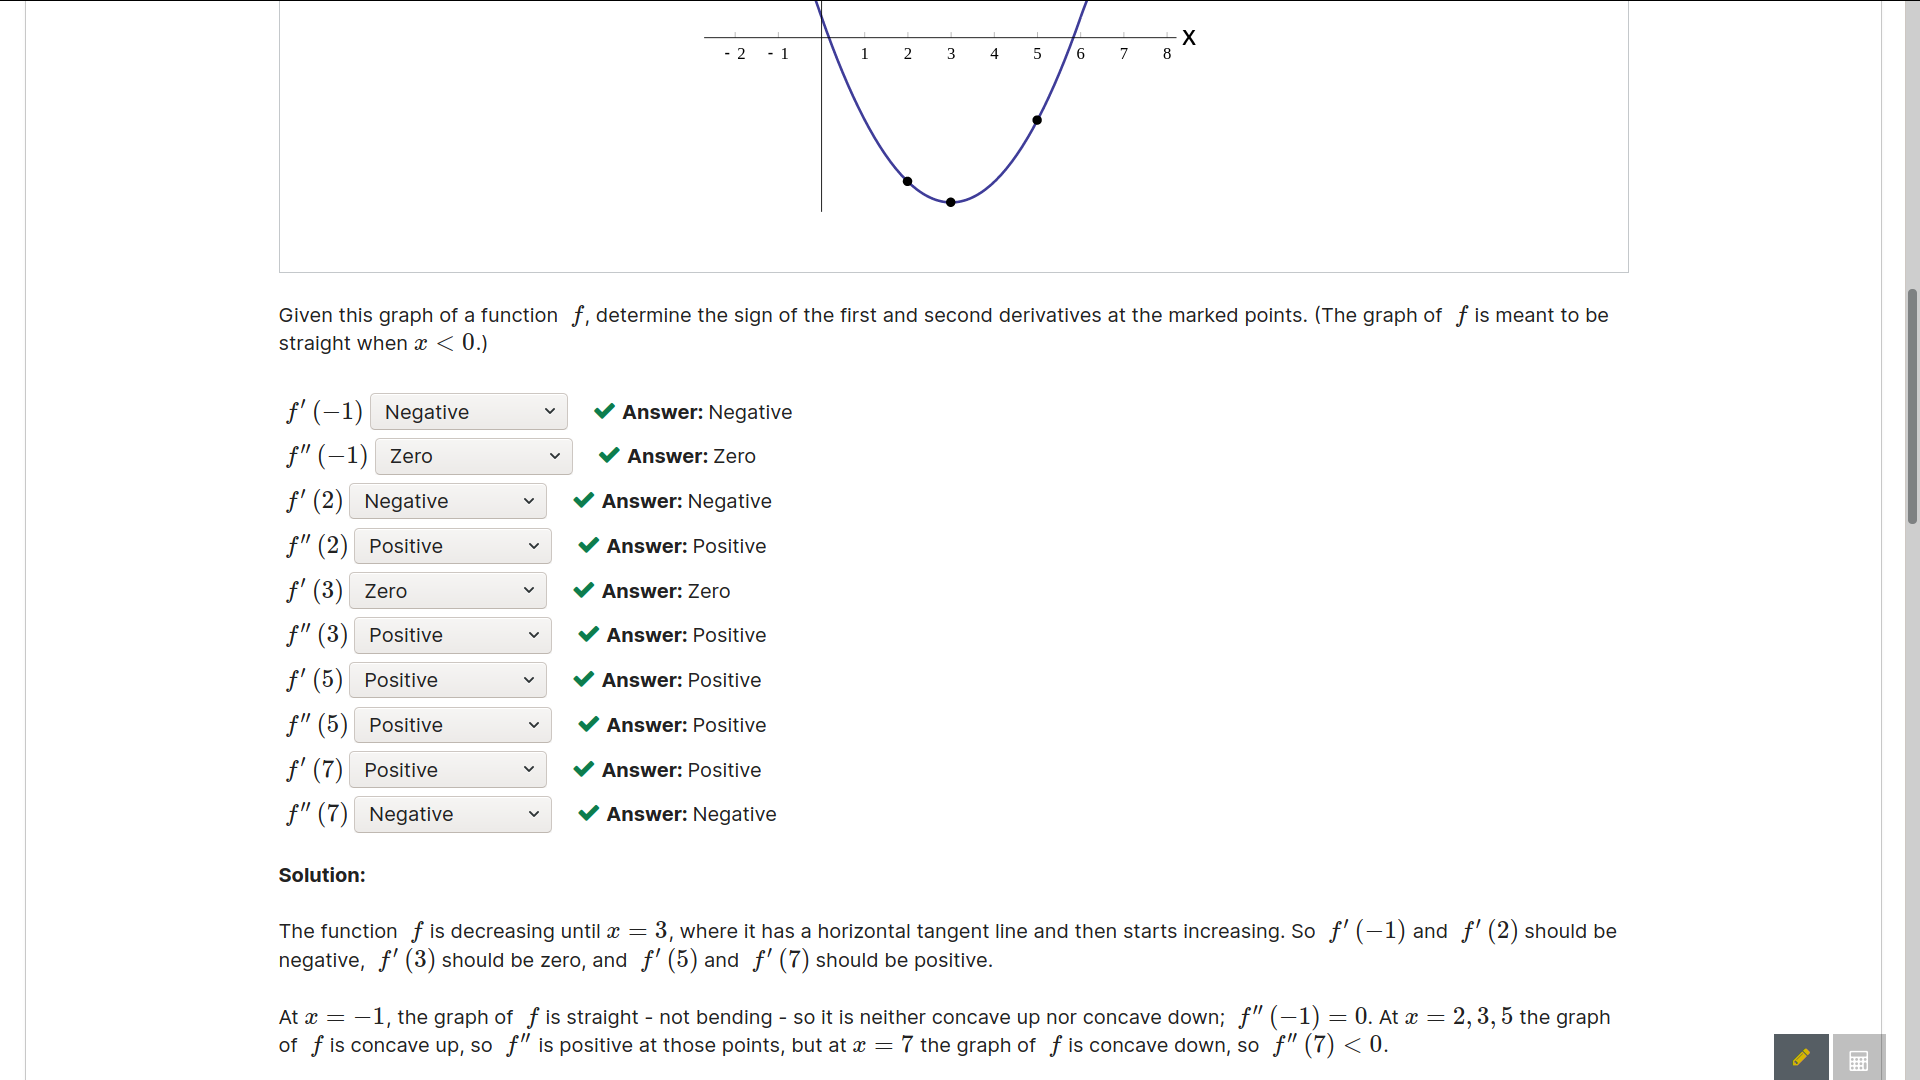 X
- 2 - 1 1 2 3 4 5 6 7 8
Given this graph of a function f, determine the sign of the first and second derivatives at the marked points. (The graph of f is meant to be
straight when x < 0.)
f′ (−1) Negative Answer: Negative
f″ (−1) Zero Answer: Zero
f′ (2) Negative Answer: Negative
f″ (2) Positive Answer: Positive
f′ (3) Zero Answer: Zero
f″ (3) Positive Answer: Positive
f′ (5) Positive Answer: Positive
f″ (5) Positive Answer: Positive
f′ (7) Positive Answer: Positive
f″ (7) Negative Answer: Negative
Solution:
The function f is decreasing until x = 3, where it has a horizontal tangent line and then starts increasing. So f′ (−1) and f′ (2) should be
negative, f′ (3) should be zero, and f′ (5) and f′ (7) should be positive.
At x = −1, the graph of f is straight - not bending - so it is neither concave up nor concave down; f″ (−1) = 0. At x = 2, 3, 5 the graph
of f is concave up, so f″ is positive at those points, but at x = 7 the graph of f is concave down, so f″ (7) < 0.